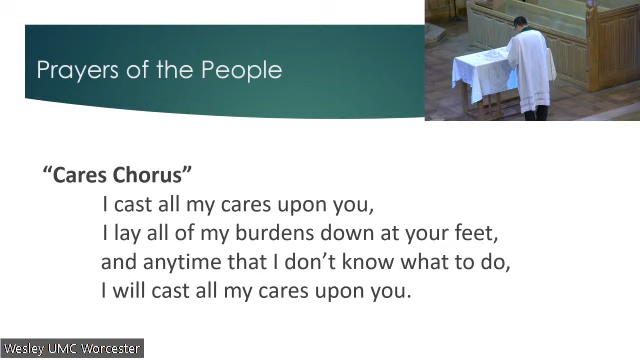 Prayers of the People
“Cares Chorus”
I cast all my cares upon you,
I lay all of my burdens down at your feet,
and anytime that I don’t know what to do,
I will cast all my cares upon you.
Wesley UMC Worcester